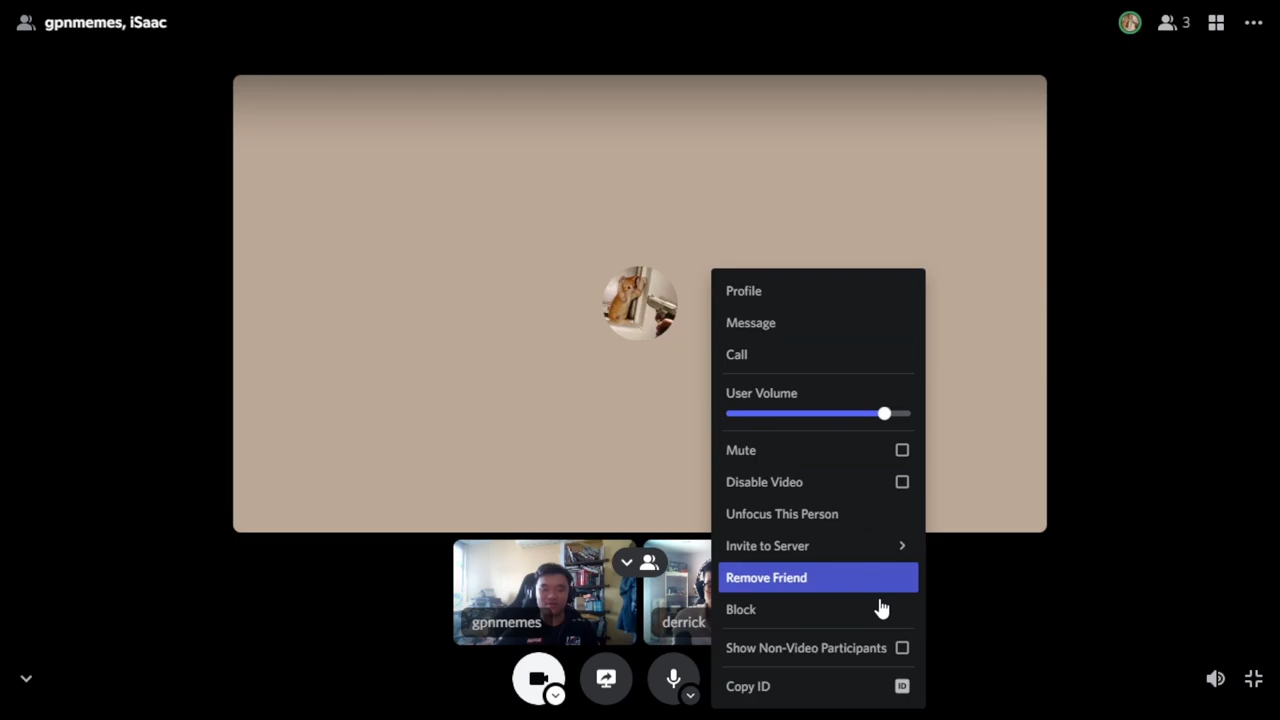 gpnmemes, iSaac
3
Profile
Message
Call
User Volume
Mute
Disable Video
Unfocus This Person
Invite to Server
Remove Friend
Block
Show Non-Video Participants
Copy ID
ID
gpnmemes
derrick